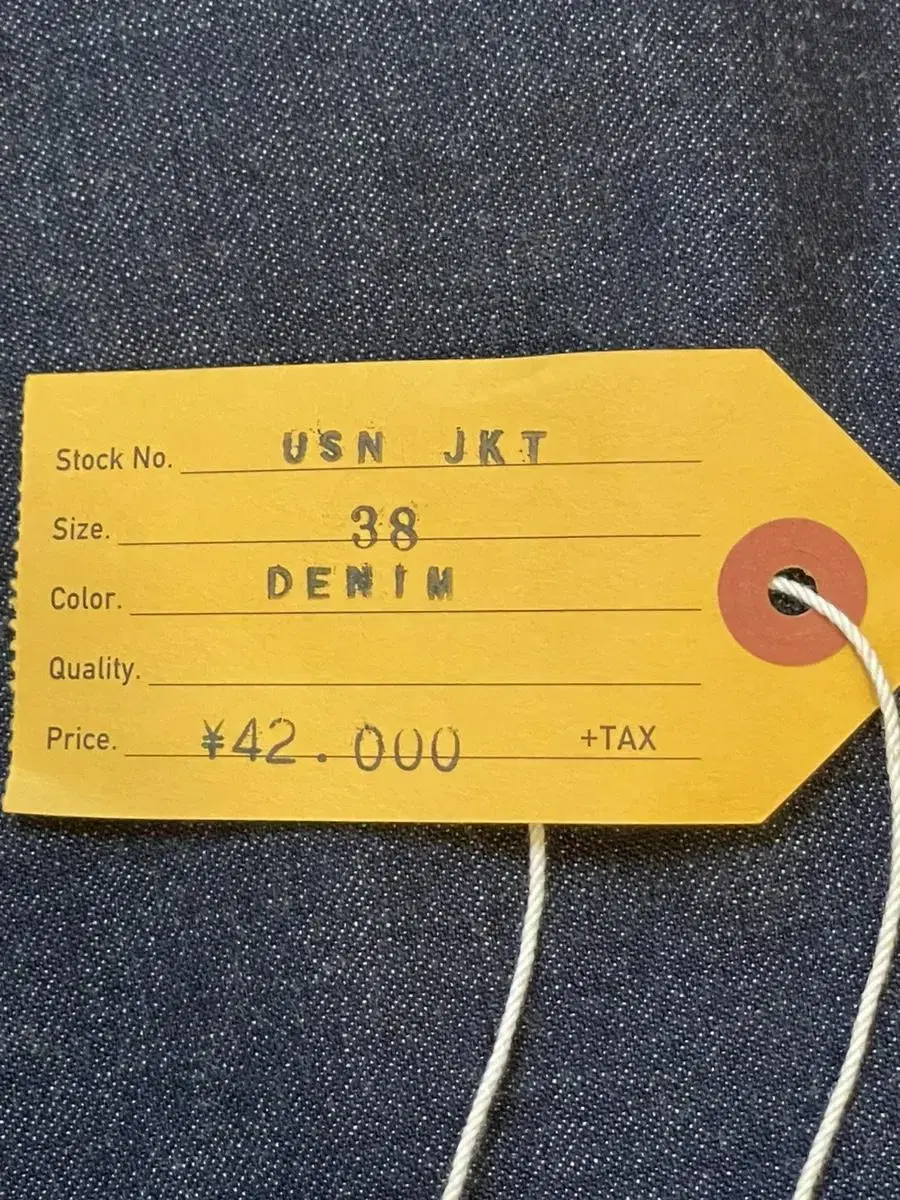 Stock No. USN JKT
Size. 38
Color. DENIM
Quality.
Price. ¥42.000 +TAX